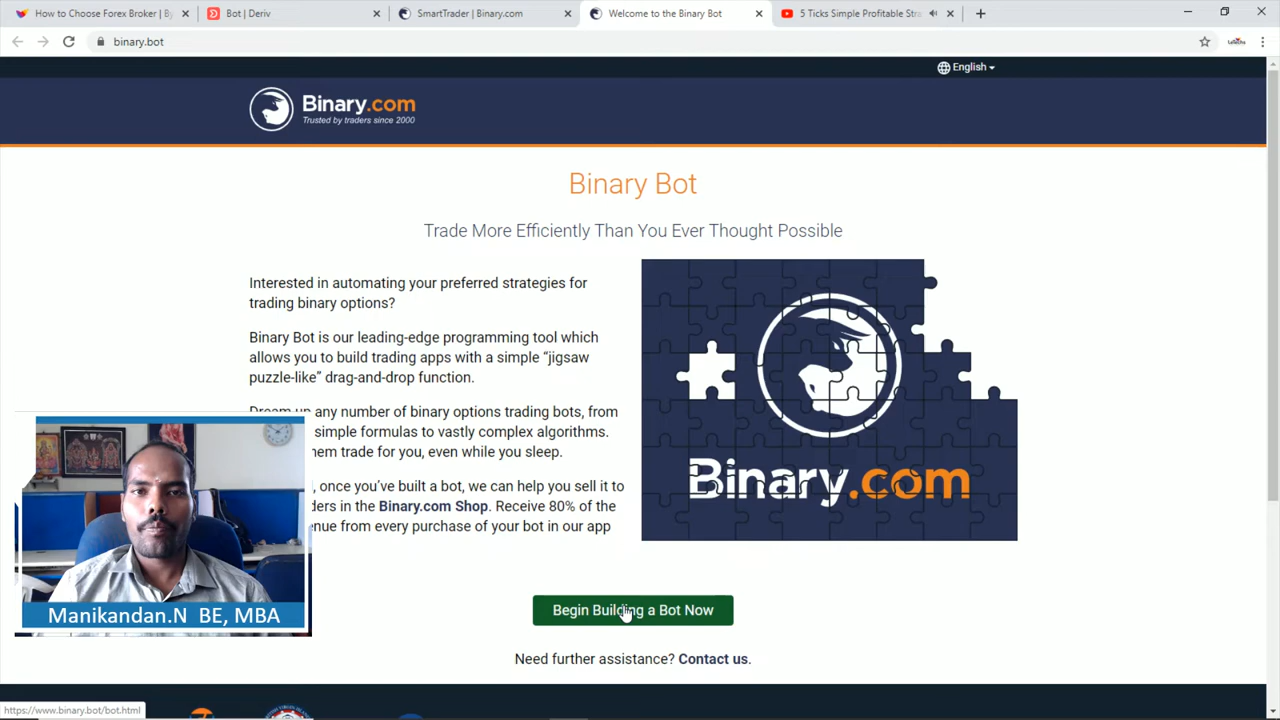 How to Choose Forex Broker | By
Bot | Deriv
SmartTrader | Binary.com
Welcome to the Binary Bot
5 Ticks Simple Profitable Stra
binary.bot
English
Binary.com
Trusted by traders since 2000
Binary Bot
Trade More Efficiently Than You Ever Thought Possible
Interested in automating your preferred strategies for
trading binary options?
Binary Bot is our leading-edge programming tool which
allows you to build trading apps with a simple “jigsaw
puzzle-like” drag-and-drop function.
Dream up any number of binary options trading bots, from
simple formulas to vastly complex algorithms.
them trade for you, even while you sleep.
, once you’ve built a bot, we can help you sell it to
in the Binary.com Shop. Receive 80% of the
from every purchase of your bot in our app
Binary.com
Manikandan.N BE, MBA
Begin Building a Bot Now
Need further assistance? Contact us.
https://www.binary.bot/bot.html